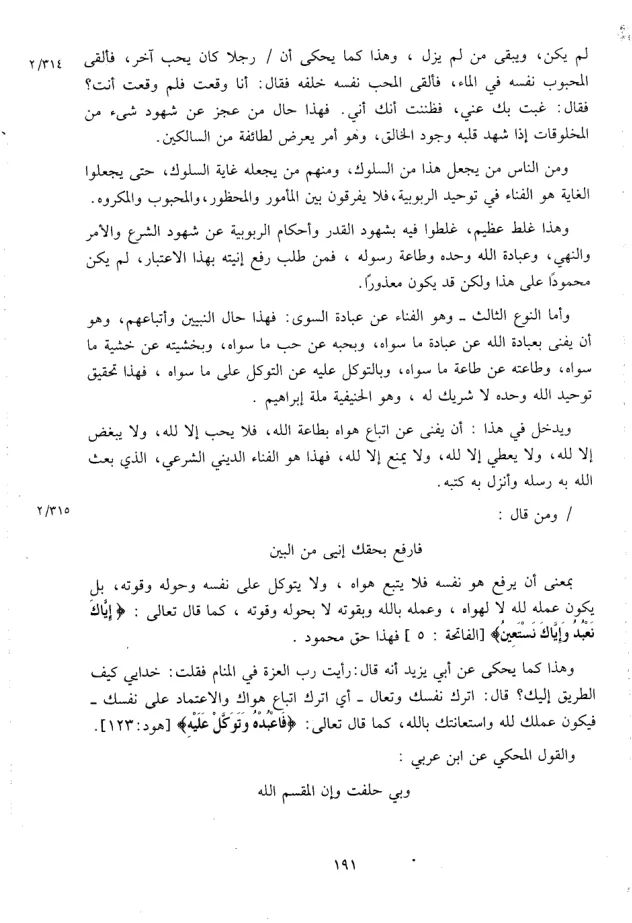 لم يكن، ويبقى من لم يزل ، وهذا كما يحكى أن / رجلا كان يحب آخر، فألقى
٢/٣١٤
المحبوب نفسه في الماء، فألقى المحب نفسه خلفه فقال: أنا وقعت فلم وقعت أنت؟
فقال: غبت بك عني، فظننت أنك أني. فهذا حال من عجز عن شهود شىء من
المخلوقات إذا شهد قلبه وجود الخالق، وهو أمر يعرض لطائفة من السالكين.
ومن الناس من يجعل هذا من السلوك، ومنهم من يجعله غاية السلوك، حتى يجعلوا
الغاية هو الفناء في توحيد الربوبية،فلا يفرقون بين المأمور والمحظور،والمحبوب والمكروه.
وهذا غلط عظيم، غلطوا فيه بشهود القدر وأحكام الربوبية عن شهود الشرع والأمر
والنهي، وعبادة الله وحده وطاعة رسوله ، فمن طلب رفع إنيته بهذا الاعتبار، لم يكن
محمودًا على هذا ولكن قد يكون معذورًا.
وأما النوع الثالث ــ وهو الفناء عن عبادة السوى: فهذا حال النبيين وأتباعهم، وهو
أن يفنى بعبادة الله عن عبادة ما سواه، وبحبه عن حب ما سواه، وبخشيته عن خشية ما
سواه، وطاعته عن طاعة ما سواه، وبالتوكل عليه عن التوكل على ما سواه ، فهذا تحقيق
توحيد الله وحده لا شريك له ، وهو الحنيفية ملة إبراهيم .
ويدخل في هذا : أن يفنى عن اتباع هواه بطاعة الله، فلا يحب إلا لله، ولا يبغض
إلا لله، ولا يعطي إلا لله، ولا يمنع إلا لله، فهذا هو الفناء الديني الشرعي، الذي بعث
الله به رسله وأنزل به كتبه.
/ ومن قال :
٢/٣١٥
فارفع بحقك إنيى من البين
بمعنى أن يرفع هو نفسه فلا يتبع هواه ، ولا يتوكل على نفسه وحوله وقوته، بل
يكون عمله لله لا لهواه ، وعمله بالله وبقوته لا بحوله وقوته ، كما قال تعالى : ﴿ إِيَّاكَ
نَعْبُدُ وَإِيَّاكَ نَسْتَعِينُ﴾ [الفاتحة : ٥ ] فهذا حق محمود .
وهذا كما يحكى عن أبي يزيد أنه قال:رأيت رب العزة في المنام فقلت: خدايي كيف
الطريق إليك؟ قال: اترك نفسك وتعال ــ أي اترك اتباع هواك والاعتماد على نفسك ــ
فيكون عملك لله واستعانتك بالله، كما قال تعالى: ﴿فَاعْبُدْهُ وَتَوَكَّلْ عَلَيْهِ﴾ [هود:١٢٣].
والقول المحكي عن ابن عربي :
وبي حلفت وإن المقسم الله
١٩١